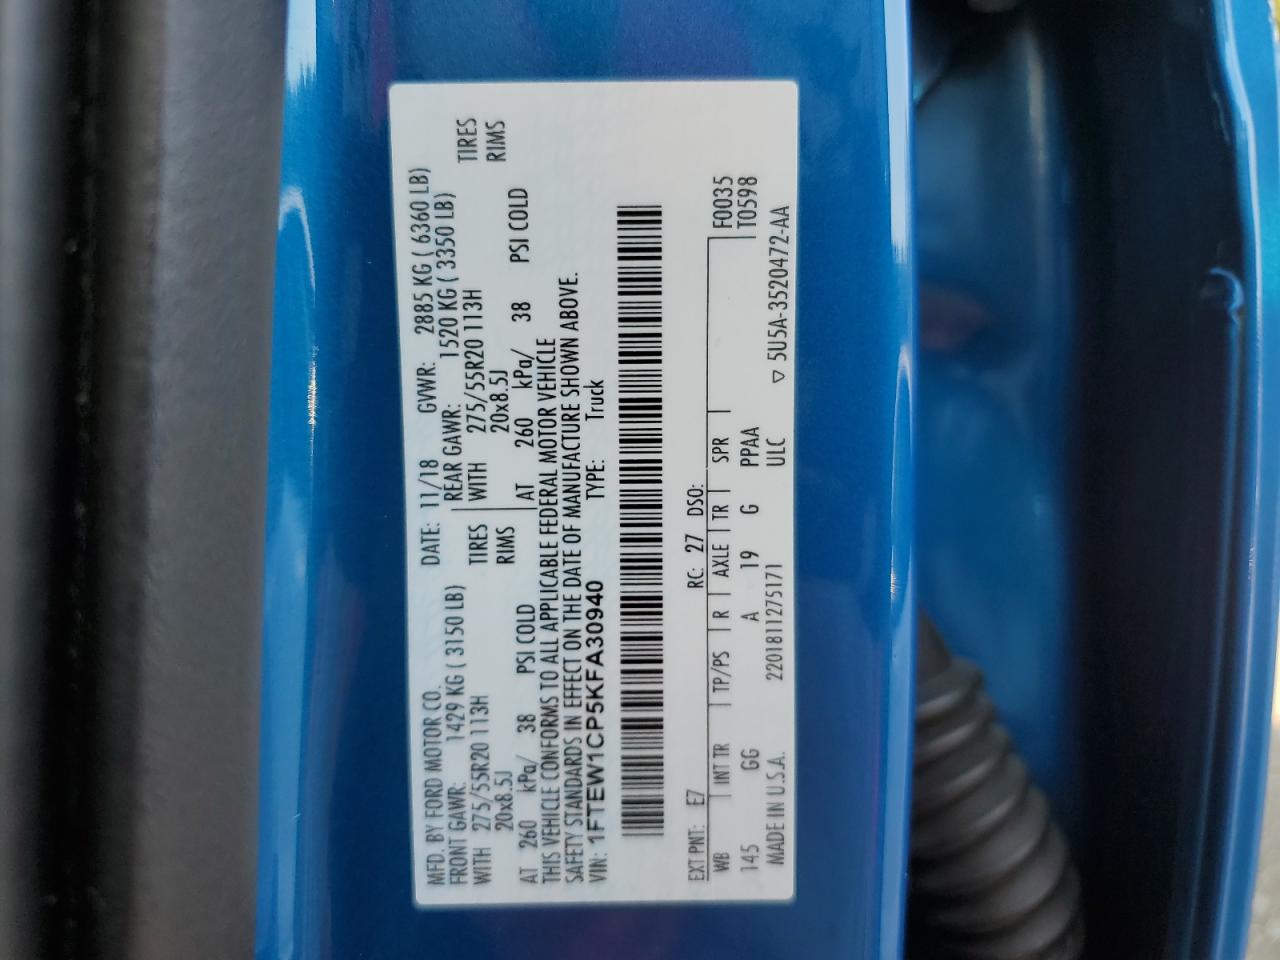 MFD. BY FORD MOTOR CO. DATE: 11/18 GVWR: 2885 KG ( 6360 LB)
FRONT GAWR: 1429 KG ( 3150 LB) REAR GAWR: 1520 KG ( 3350 LB)
WITH 275/55R20 113H TIRES WITH 275/55R20 113H TIRES
20x8.5J RIMS 20x8.5J RIMS
AT 260 kPa/ 38 PSI COLD AT 260 kPa/ 38 PSI COLD
THIS VEHICLE CONFORMS TO ALL APPLICABLE FEDERAL MOTOR VEHICLE
SAFETY STANDARDS IN EFFECT ON THE DATE OF MANUFACTURE SHOWN ABOVE.
VIN: 1FTEW1CP5KFA30940 TYPE: Truck
EXT PNT: E7 RC: 27 DSO: F0035
WB INT TR TP/PS R AXLE TR SPR T0598
145 GG A 19 G PPAA
MADE IN U.S.A. 2201811275171 ULC ▽ 5U5A-3520472-AA